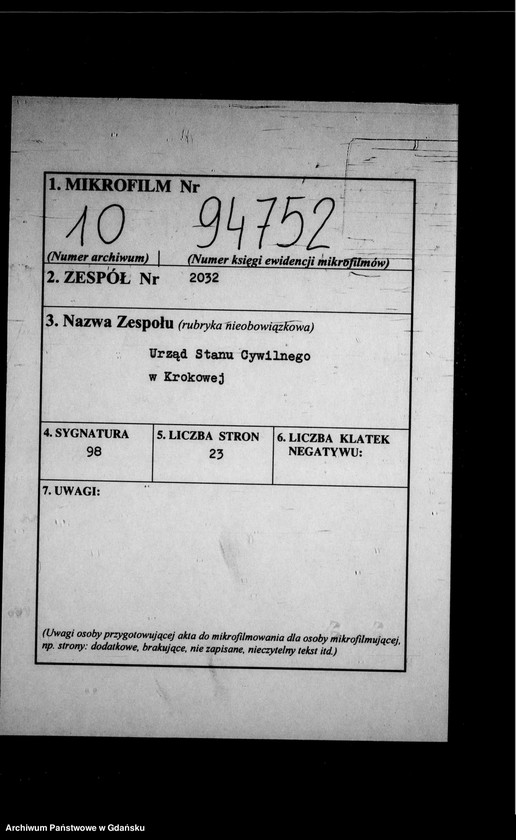 1. MIKROFILM Nr
10 94752
(Numer archiwum) (Numer księgi ewidencji mikrofilmów)
2. ZESPÓŁ Nr 2032
3. Nazwa Zespołu (rubryka nieobowiązkowa)
Urząd Stanu Cywilnego
w Krokowej
4. SYGNATURA 5. LICZBA STRON 6. LICZBA KLATEK
NEGATYWU:
98 23
7. UWAGI:
(Uwagi osoby przygotowującej akta do mikrofilmowania dla osoby mikrofilmującej,
np. strony: dodatkowe, brakujące, nie zapisane, nieczytelny tekst itd.)
Archiwum Państwowe w Gdańsku